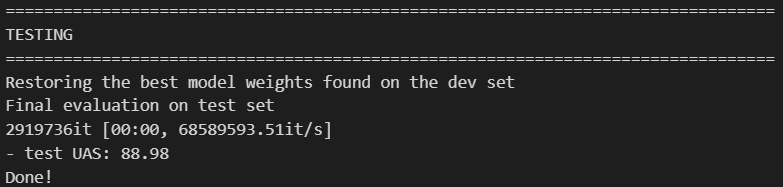 ================================================================================
TESTING
================================================================================
Restoring the best model weights found on the dev set
Final evaluation on test set
2919736it [00:00, 68589593.51it/s]
- test UAS: 88.98
Done!